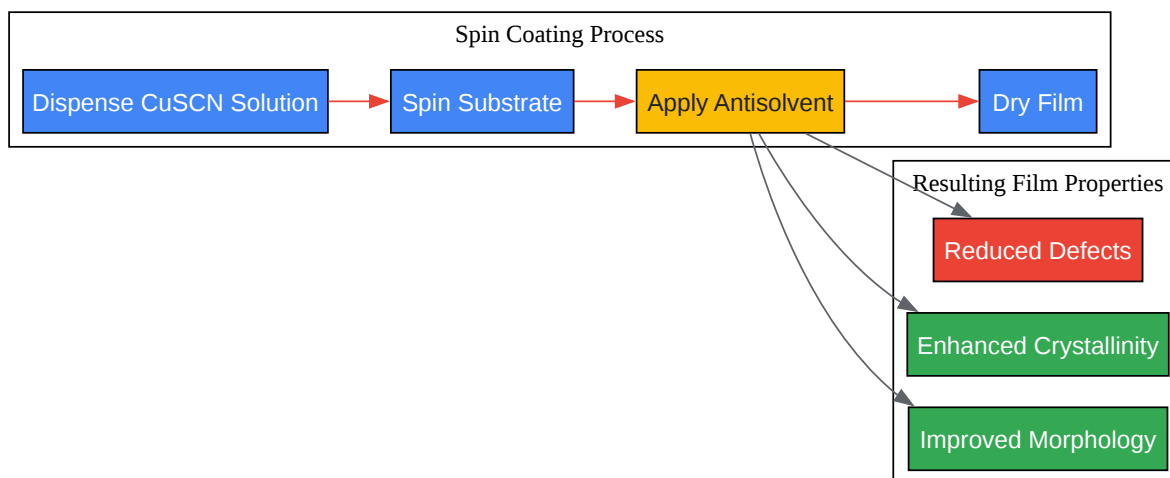 Spin Coating Process
Dispense CuSCN Solution
Spin Substrate
Apply Antisolvent
Dry Film
Resulting Film Properties
Reduced Defects
Enhanced Crystallinity
Improved Morphology